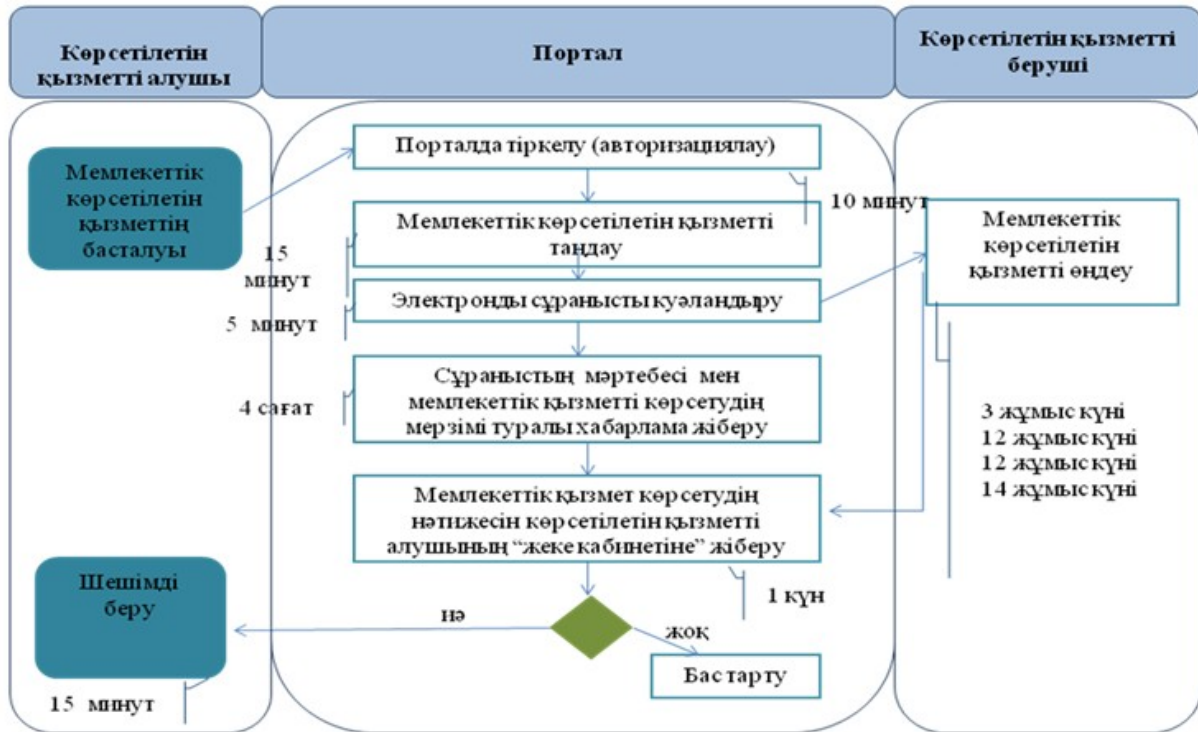 Көрсетілетін
қызметті алушы
Портал
Көрсетілетін қызметті
беруші
Мемлекеттік
көрсетілетін
қызметтің
басталуы
Порталда тіркелу (авторизациялау)
10 минут
Мемлекеттік көрсетілетін қызметті
таңдау
15
минут
Электронды сұранысты куәландыру
5 минут
Мемлекеттік
көрсетілетін
қызметті өңдеу
Сұраныстың мәртебесі мен
мемлекеттік қызметті көрсетудің
мерзімі туралы хабарлама жіберу
4 сағат
3 жұмыс күні
12 жұмыс күні
12 жұмыс күні
14 жұмыс күні
Мемлекеттік қызмет көрсетудің
нәтижесін көрсетілетін қызметті
алушының “жеке кабинетіне” жіберу
1 күн
Шешімді
беру
нә
жоқ
Бас тарту
15 минут